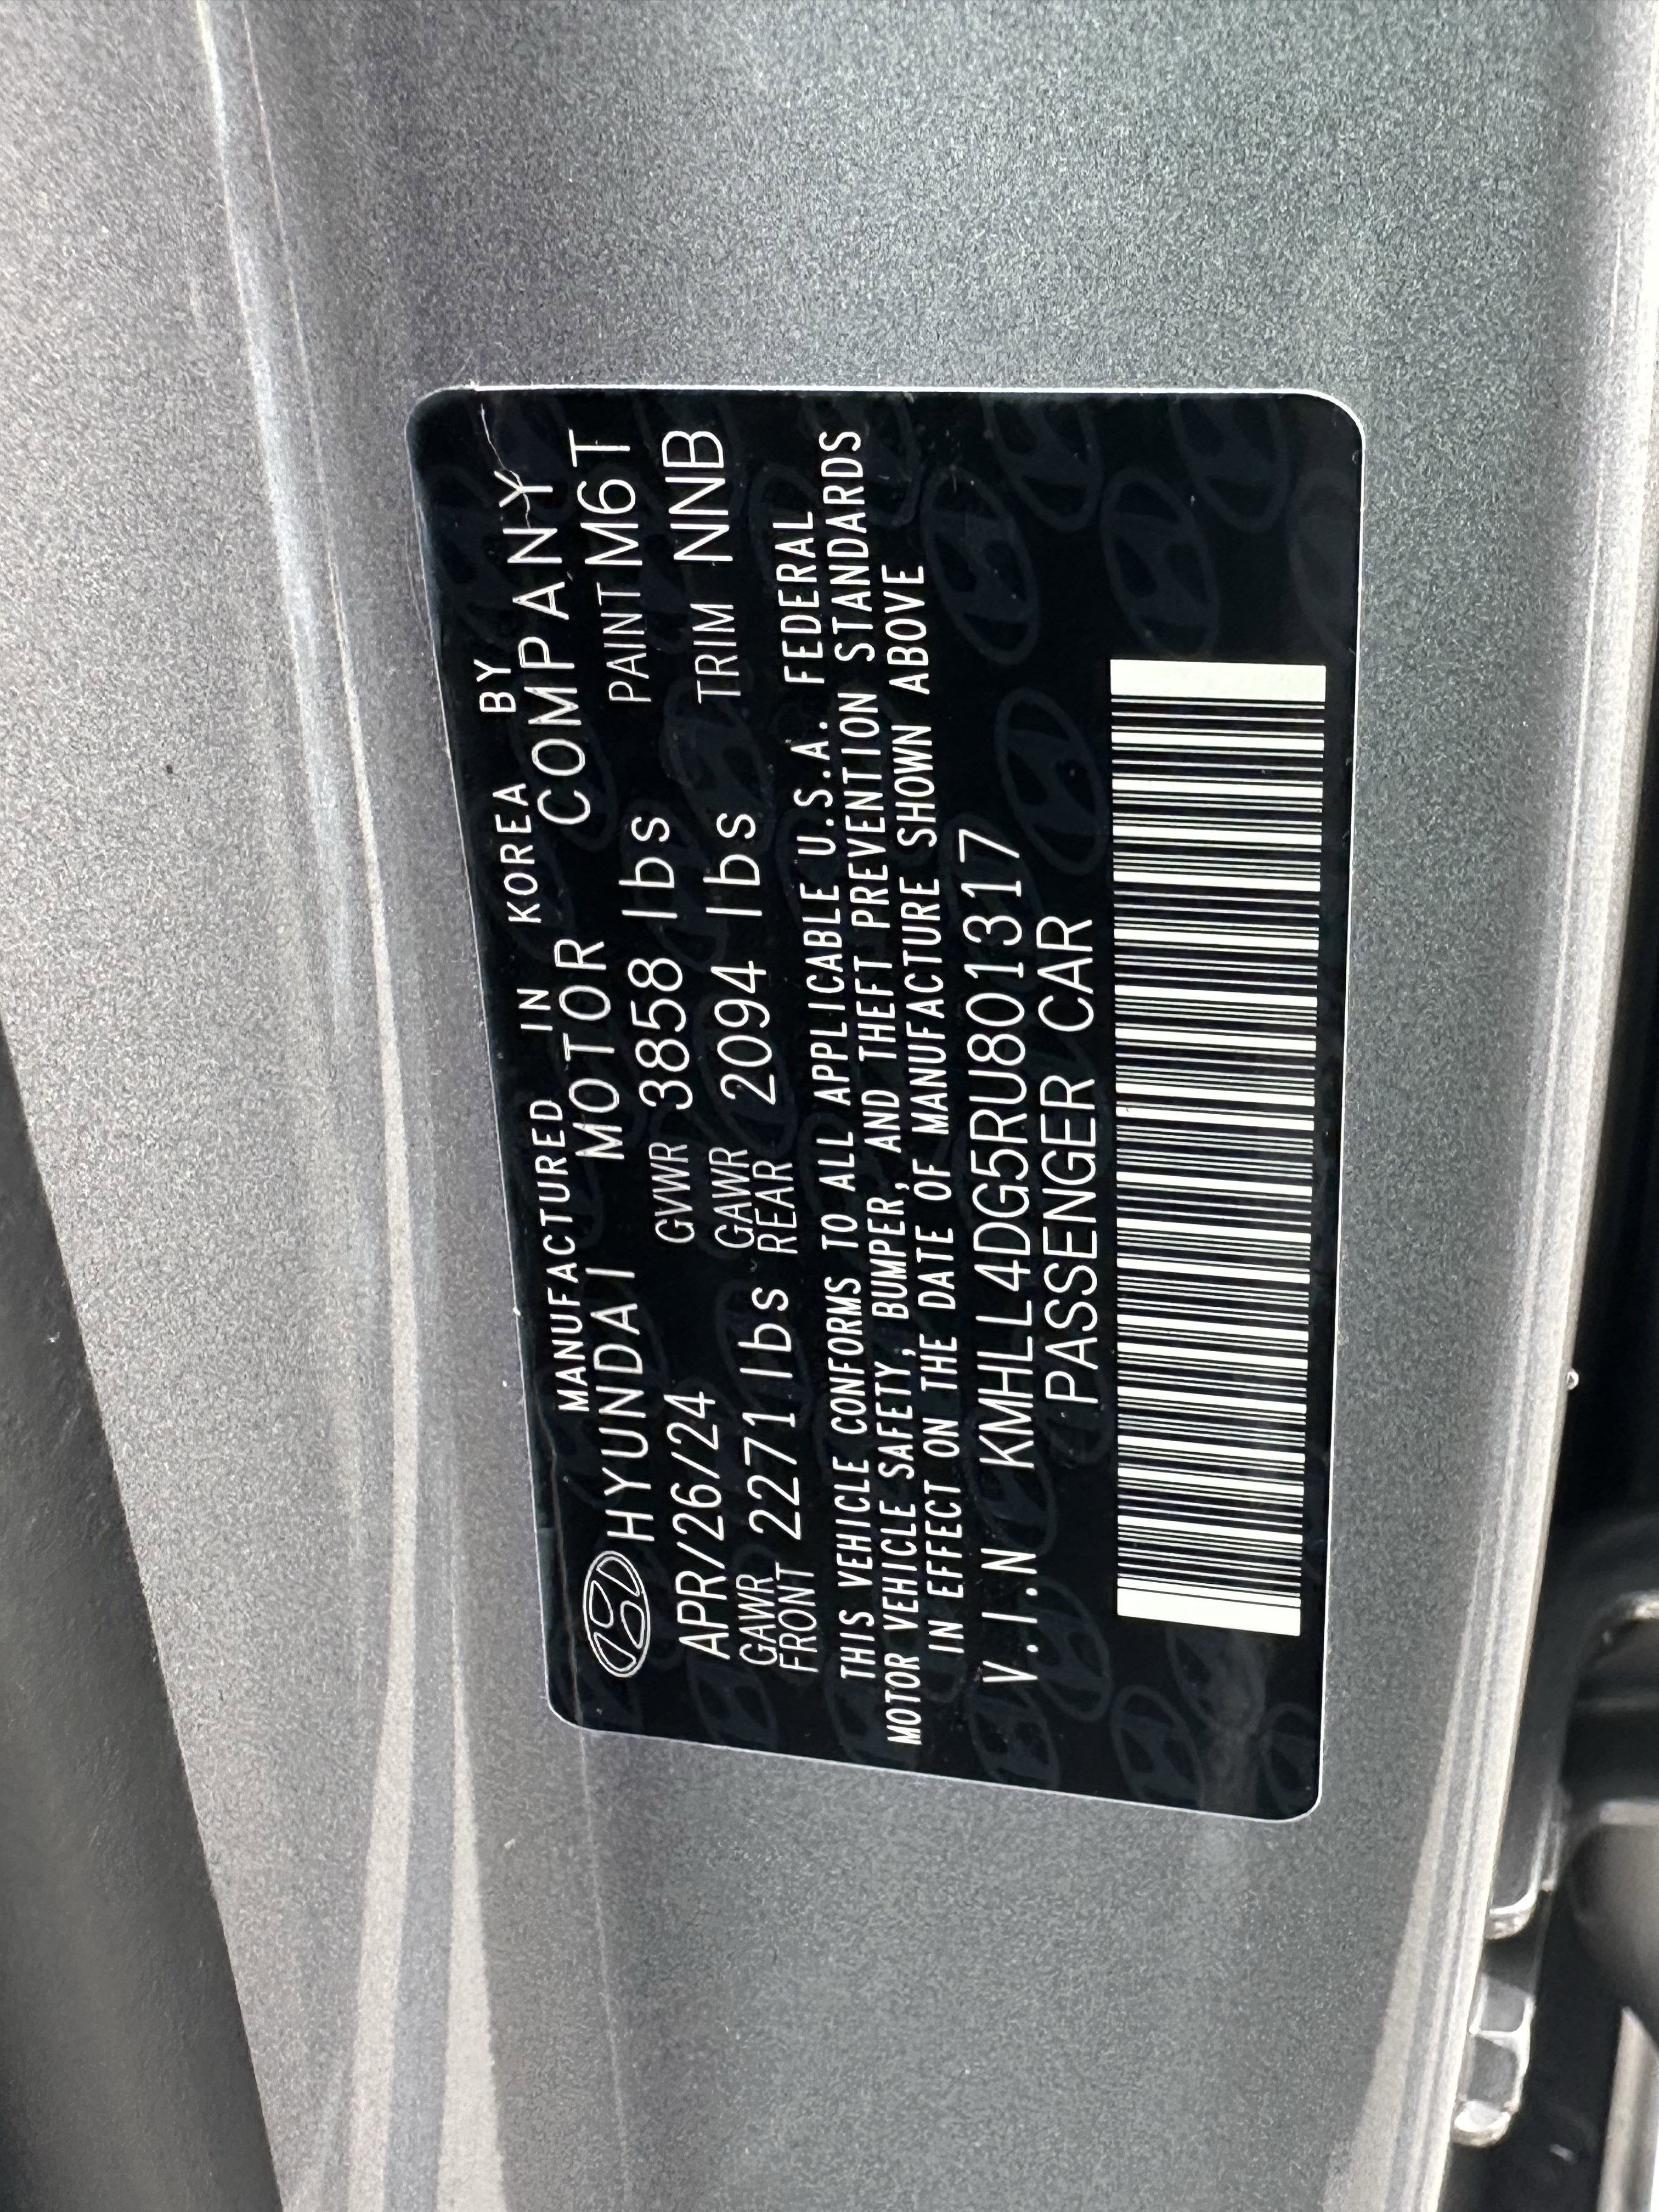 MANUFACTURED IN KOREA BY
HYUNDAI MOTOR COMPANY
APR/26/24 GVWR 3858 lbs PAINT M6T
GAWR FRONT 2271 lbs GAWR REAR 2094 lbs TRIM NNB
THIS VEHICLE CONFORMS TO ALL APPLICABLE U.S.A. FEDERAL
MOTOR VEHICLE SAFETY, BUMPER, AND THEFT PREVENTION STANDARDS
IN EFFECT ON THE DATE OF MANUFACTURE SHOWN ABOVE
V.I.N KMHLL4DG5RU801317
PASSENGER CAR